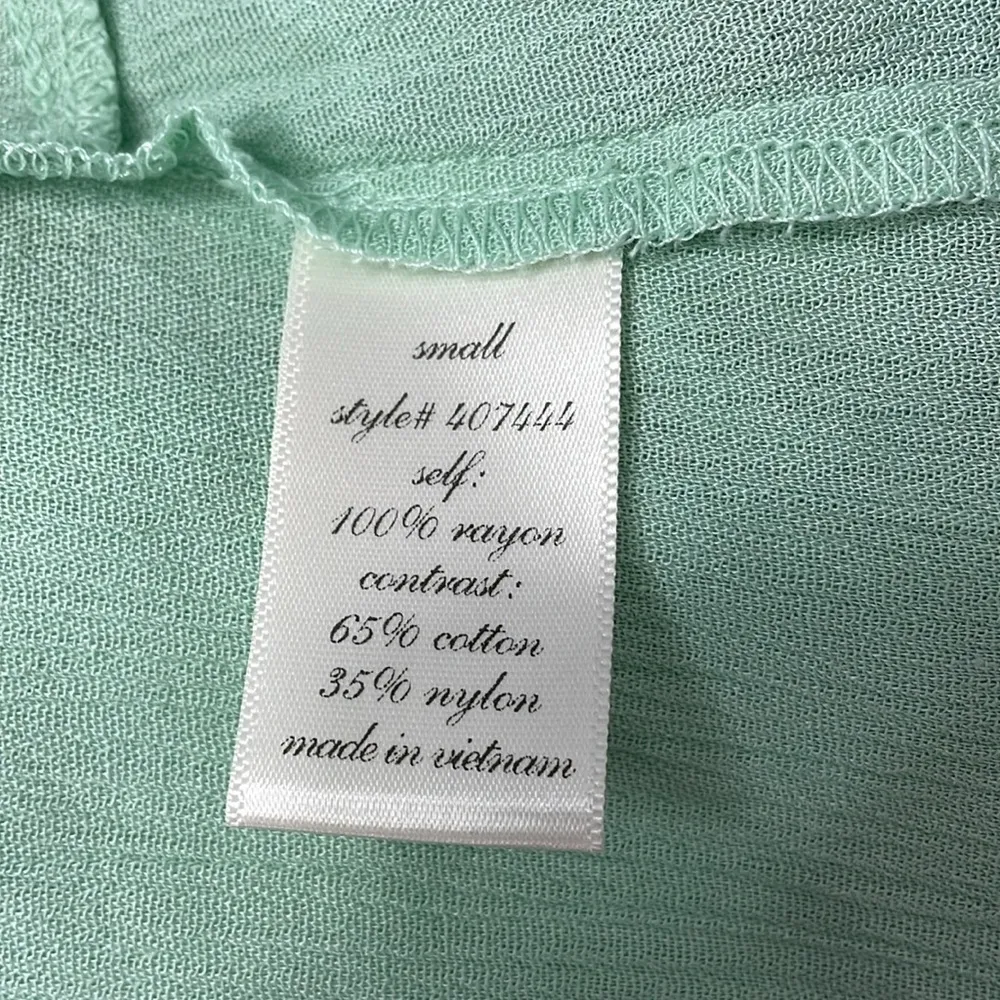 small
style# 407444
self:
100% rayon
contrast:
65% cotton
35% nylon
made in vietnam